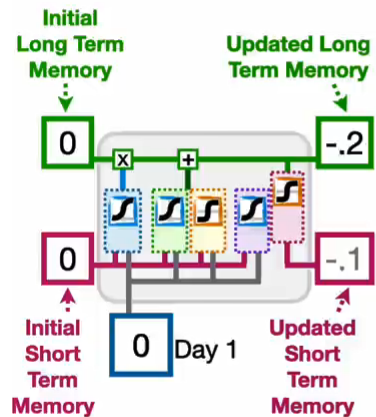 Initial
Long Term
Memory
Updated Long
Term Memory
0
-.2
x
+
0
-.1
0
Day 1
Initial
Short
Term
Memory
Updated
Short
Term
Memory